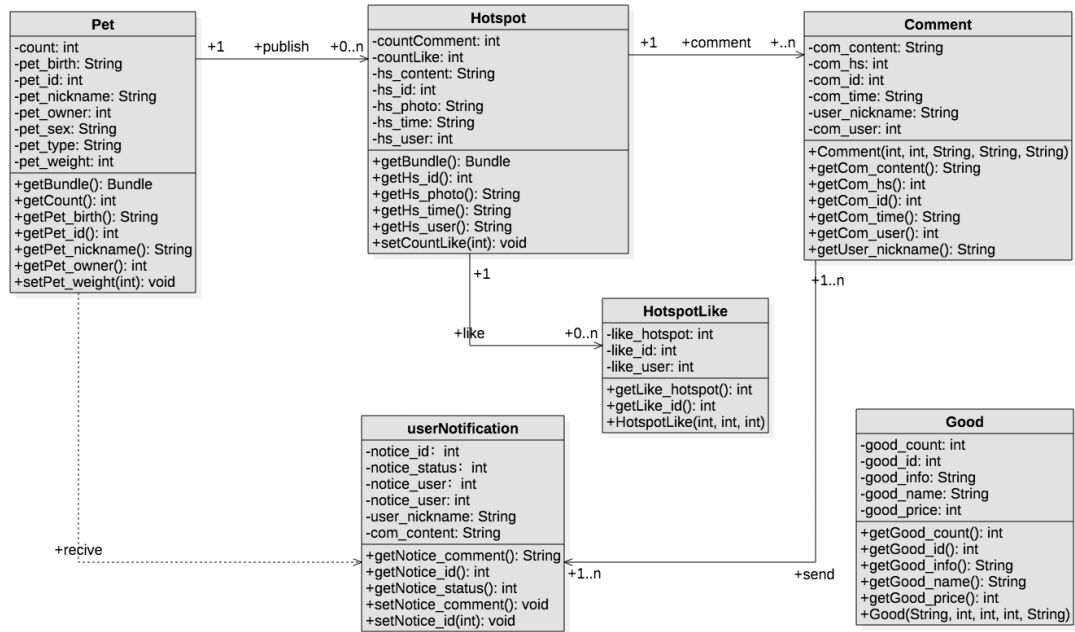 Pet
-count: int
-pet_birth: String
-pet_id: int
-pet_nickname: String
-pet_owner: int
-pet_sex: String
-pet_type: String
-pet_weight: int
+getBundle(): Bundle
+getCount(): int
+getPet_birth(): String
+getPet_id(): int
+getPet_nickname(): String
+getPet_owner(): int
+setPet_weight(int): void
+1
+publish
+0..n
Hotspot
-countComment: int
-countLike: int
-hs_content: String
-hs_id: int
-hs_photo: String
-hs_time: String
-hs_user: int
+getBundle(): Bundle
+getHs_id(): int
+getHs_photo(): String
+getHs_time(): String
+getHs_user(): String
+setCountLike(int): void
+1
+comment
+..n
Comment
-com_content: String
-com_hs: int
-com_id: int
-com_time: String
-user_nickname: String
-com_user: int
+Comment(int, int, String, String, String)
+getCom_content(): String
+getCom_hs(): int
+getCom_id(): int
+getCom_time(): String
+getCom_user(): int
+getUser_nickname(): String
+1
+like
+0..n
HotspotLike
-like_hotspot: int
-like_id: int
-like_user: int
+getLike_hotspot(): int
+getLike_id(): int
+HotspotLike(int, int, int)
+1..n
+send
+1..n
+recive
userNotification
-notice_id：int
-notice_status：int
-notice_user：int
-notice_user: int
-user_nickname: String
-com_content: String
+getNotice_comment(): String
+getNotice_id(): int
+getNotice_status(): int
+setNotice_comment(): void
+setNotice_id(int): void
Good
-good_count: int
-good_id: int
-good_info: String
-good_name: String
-good_price: int
+getGood_count(): int
+getGood_id(): int
+getGood_info(): String
+getGood_name(): String
+getGood_price(): int
+Good(String, int, int, int, String)